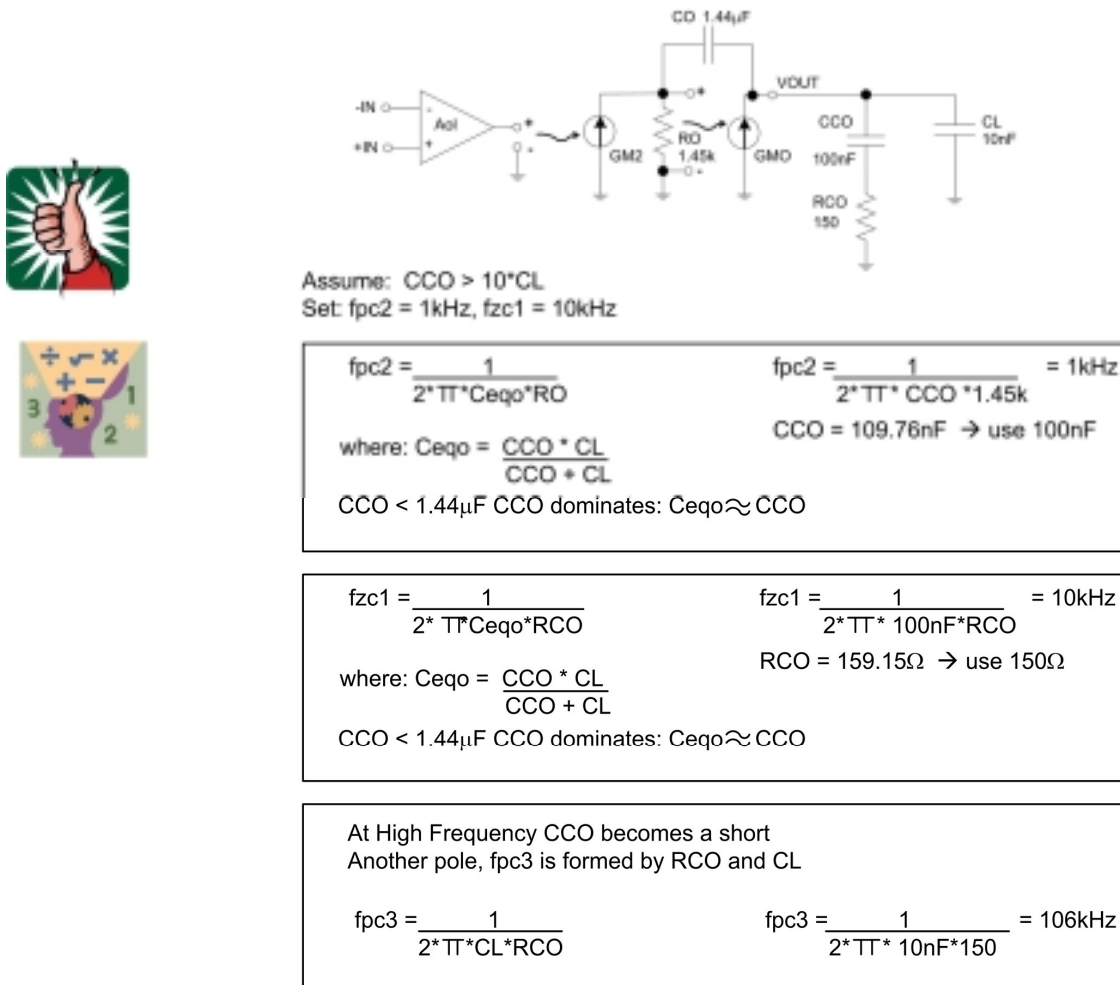 CO 1.44μF
-IN
+IN
Aol
-
+
+
-
GM2
+
RO
1.45k
-
GMO
VOUT
CCO
100nF
RCO
150
CL
10nF
Assume: CCO > 10*CL
Set: fpc2 = 1kHz, fzc1 = 10kHz
÷ √ × + − 3 1 2
fpc2 = 1 / 2*π*Ceqo*RO
fpc2 = 1 / 2*π* CCO *1.45k = 1kHz
CCO = 109.76nF → use 100nF
where: Ceqo = CCO * CL / CCO + CL
CCO < 1.44μF CCO dominates: Ceqo≈CCO
fzc1 = 1 / 2* π*Ceqo*RCO
fzc1 = 1 / 2*π* 100nF*RCO = 10kHz
RCO = 159.15Ω → use 150Ω
where: Ceqo = CCO * CL / CCO + CL
CCO < 1.44μF CCO dominates: Ceqo≈CCO
At High Frequency CCO becomes a short
Another pole, fpc3 is formed by RCO and CL
fpc3 = 1 / 2*π*CL*RCO
fpc3 = 1 / 2*π* 10nF*150 = 106kHz